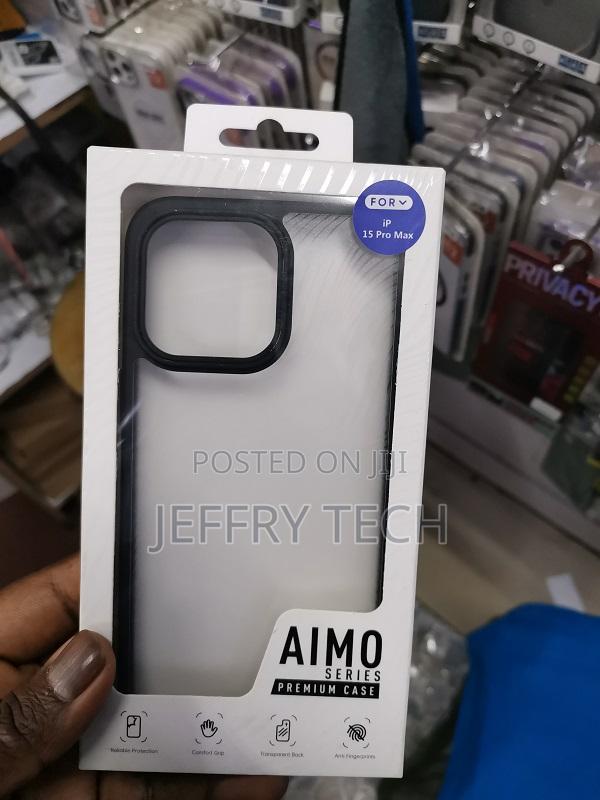 FOR
iP
15 Pro Max
PRIVACY
POSTED ON JIJI
JEFFRY TECH
AIMO
SERIES
PREMIUM CASE
Reliable Protection
Comfort Grip
Transparent Back
Anti Fingerprints